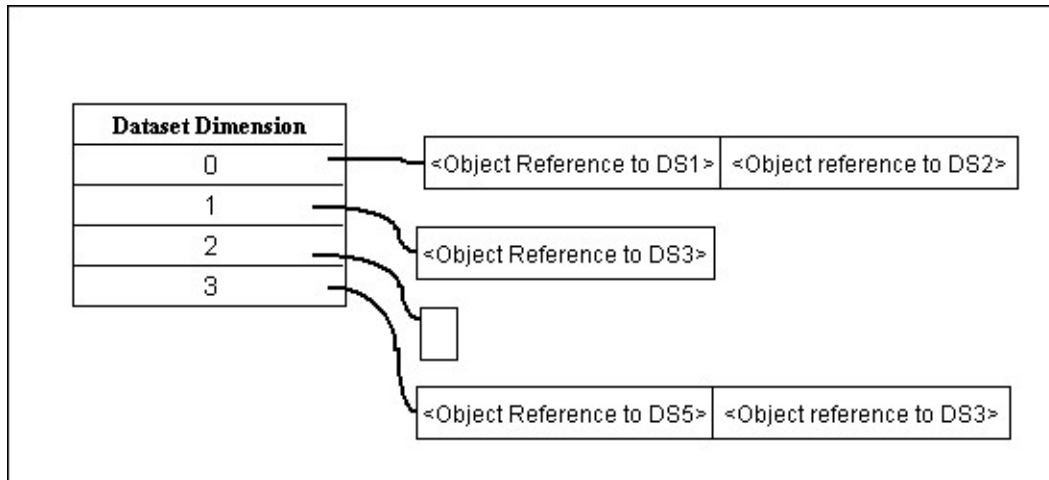 Dataset Dimension
0
<Object Reference to DS1> <Object reference to DS2>
1
<Object Reference to DS3>
2
3
<Object Reference to DS5> <Object reference to DS3>